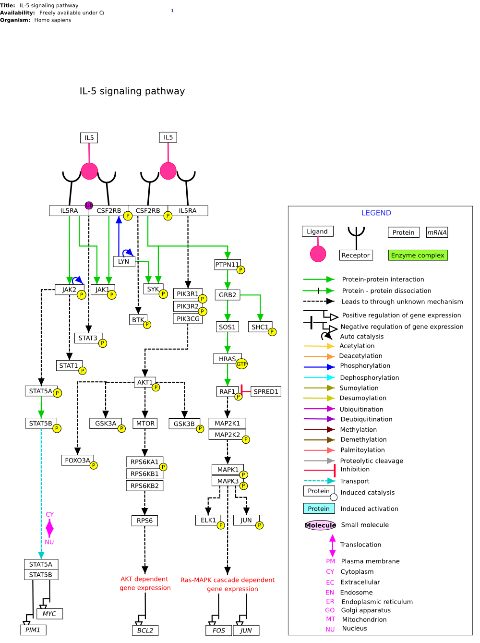 Title: IL-5 signaling pathway
Availability: Freely available under C)
Organism: Homo sapiens
1
IL-5 signaling pathway
IL5
IL5
IL5RA
CSF2RB
CSF2RB
IL5RA
P
P
LYN
PTPN11
P
JAK2
P
JAK1
P
SYK
P
PIK3R1
P
PIK3R2
P
PIK3CG
GRB2
BTK
P
SOS1
SHC1
P
STAT3
P
STAT1
P
HRAS
GTP
STAT5A
P
AKT1
P
RAF1
P
SPRED1
STAT5B
P
GSK3A
P
MTOR
GSK3B
P
MAP2K1
MAP2K2
P
FOXO3A
P
RPS6KA1
P
RPS6KB1
RPS6KB2
MAPK1
P
MAPK3
P
CY
NU
RPS6
ELK1
P
JUN
P
STAT5A
STAT5B
AKT dependent
gene expression
Ras-MAPK cascade dependent
gene expression
MYC
PIM1
BCL2
FOS
JUN
LEGEND
Ligand
Receptor
Protein
mRNA
Enzyme complex
Protein-protein interaction
Protein - protein dissociation
Leads to through unknown mechanism
Positive regulation of gene expression
Negative regulation of gene expression
Auto catalysis
Acetylation
Deacetylation
Phosphorylation
Dephosphorylation
Sumoylation
Desumoylation
Ubiquitination
Deubiquitination
Methylation
Demethylation
Palmitoylation
Proteolytic cleavage
Inhibition
Transport
Protein
Induced catalysis
Protein
Induced activation
Molecule
Small molecule
Translocation
PM Plasma membrane
CY Cytoplasm
EC Extracellular
EN Endosome
ER Endoplasmic reticulum
GO Golgi apparatus
MT Mitochondrion
NU Nucleus